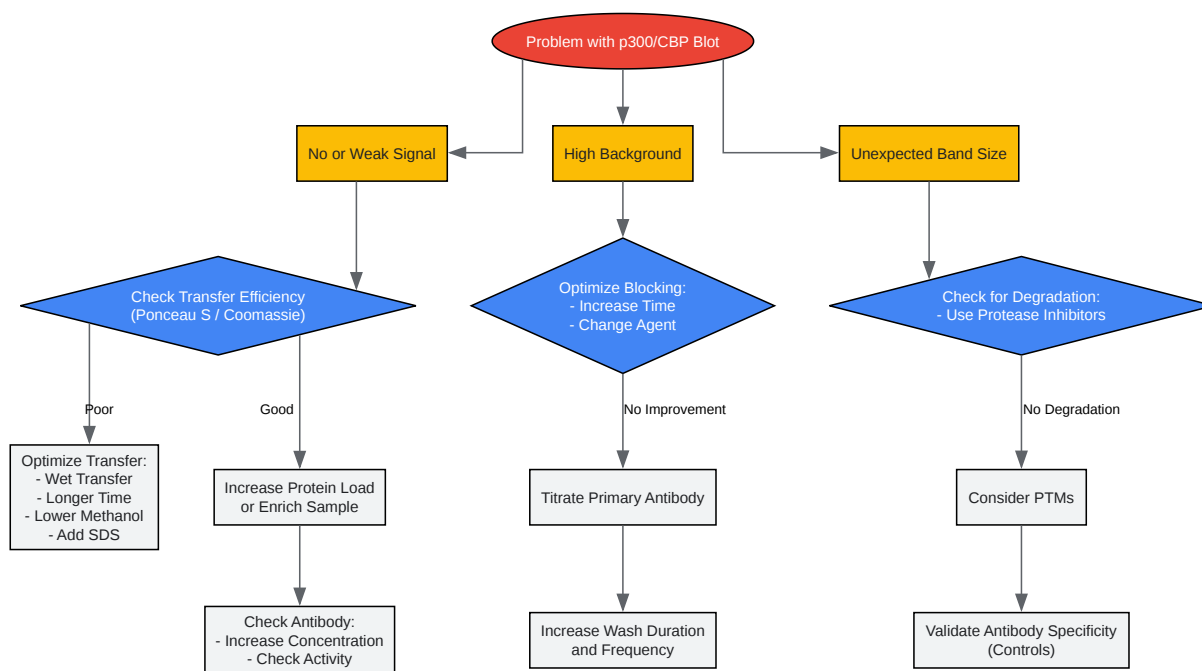 Problem with p300/CBP Blot
No or Weak Signal
High Background
Unexpected Band Size
Check Transfer Efficiency
(Ponceau S / Coomassie)
Optimize Blocking:
- Increase Time
- Change Agent
Check for Degradation:
- Use Protease Inhibitors
Poor
Good
No Improvement
No Degradation
Optimize Transfer:
- Wet Transfer
- Longer Time
- Lower Methanol
- Add SDS
Increase Protein Load
or Enrich Sample
Titrate Primary Antibody
Consider PTMs
Check Antibody:
- Increase Concentration
- Check Activity
Increase Wash Duration
and Frequency
Validate Antibody Specificity
(Controls)